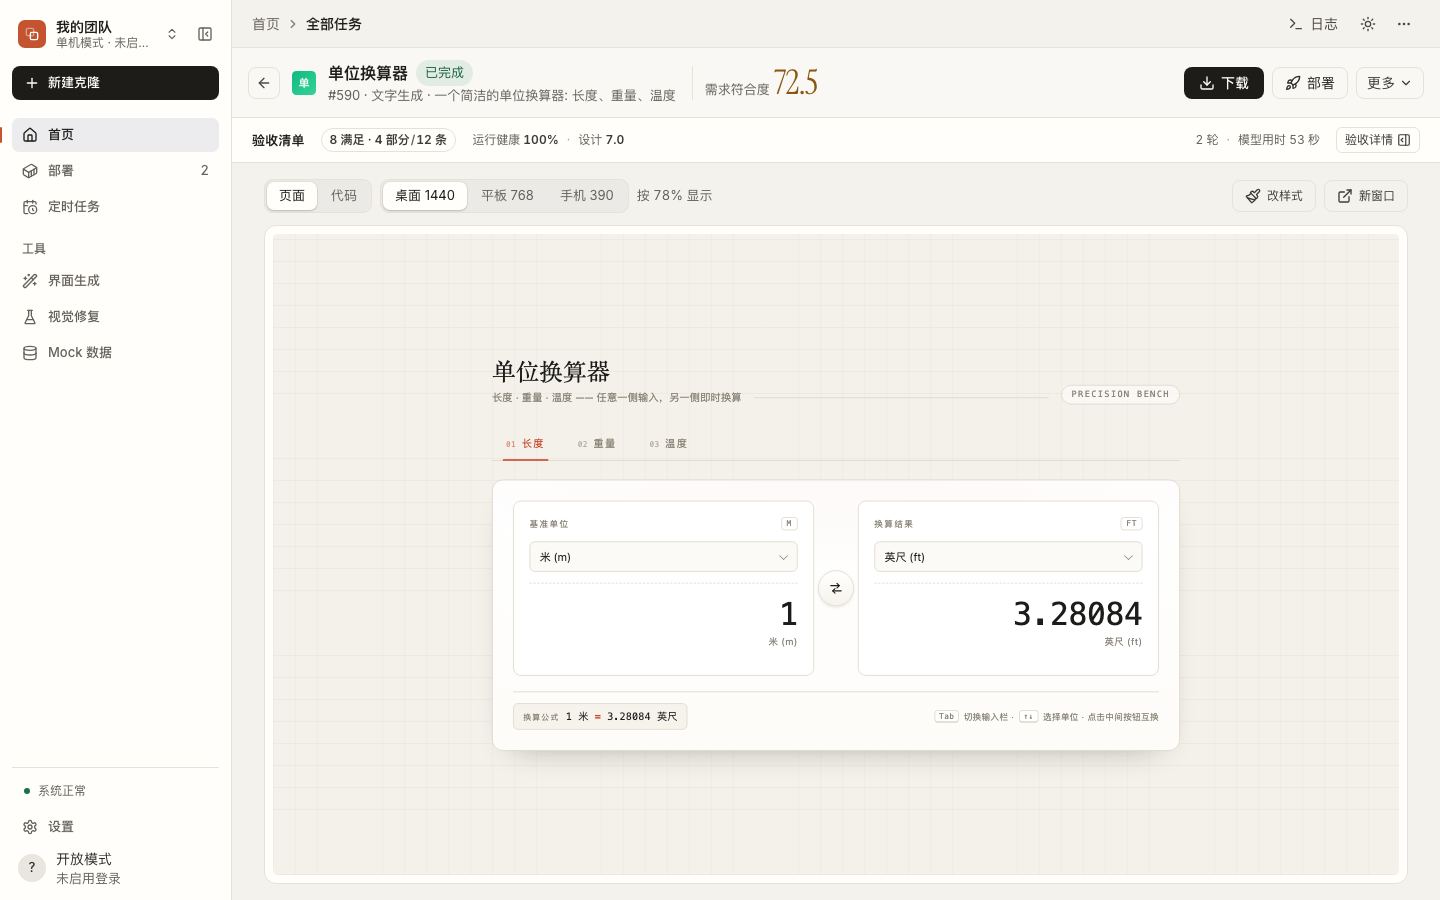 我的团队
单机模式 · 未启...
新建克隆
首页
部署 2
定时任务
工具
界面生成
视觉修复
Mock 数据
系统正常
设置
?
开放模式
未启用登录
首页 > 全部任务
日志
单
单位换算器 已完成
#590 · 文字生成 · 一个简洁的单位换算器: 长度、重量、温度
需求符合度 72.5
下载
部署
更多
验收清单 8 满足 · 4 部分/12 条 运行健康 100% · 设计 7.0
2 轮 · 模型用时 53 秒 验收详情
页面 代码 桌面 1440 平板 768 手机 390 按 78% 显示
改样式 新窗口
单位换算器
长度 · 重量 · 温度 —— 任意一侧输入，另一侧即时换算
PRECISION BENCH
01 长度 02 重量 03 温度
基准单位 M
米 (m)
1
米 (m)
换算结果 FT
英尺 (ft)
3.28084
英尺 (ft)
换算公式 1 米 = 3.28084 英尺
Tab 切换输入栏 · ↑↓ 选择单位 · 点击中间按钮互换